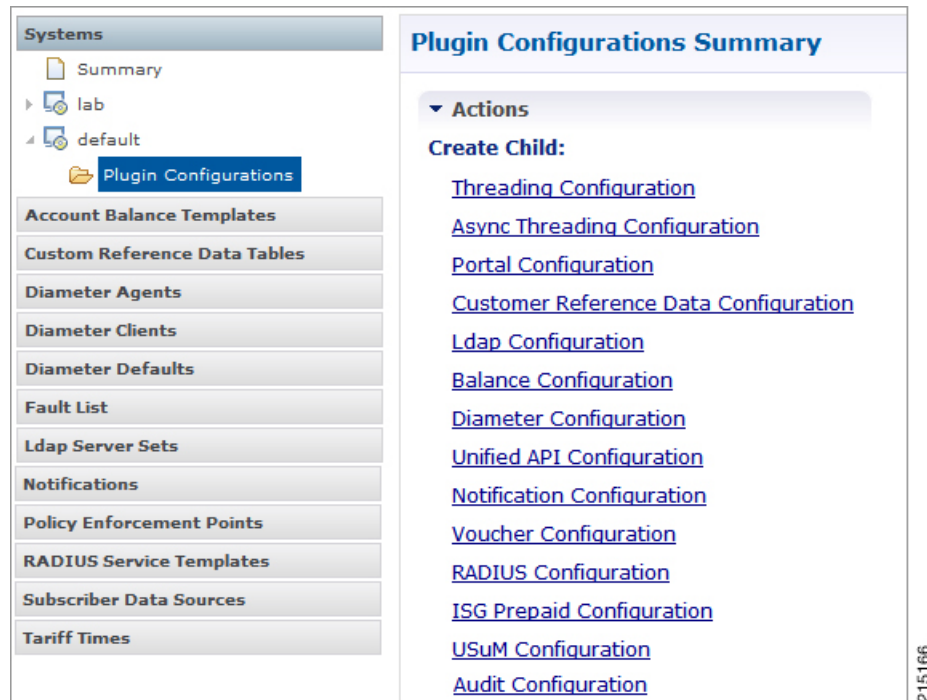 Systems
Summary
lab
default
Plugin Configurations
Account Balance Templates
Custom Reference Data Tables
Diameter Agents
Diameter Clients
Diameter Defaults
Fault List
Ldap Server Sets
Notifications
Policy Enforcement Points
RADIUS Service Templates
Subscriber Data Sources
Tariff Times
Plugin Configurations Summary
Actions
Create Child:
Threading Configuration
Async Threading Configuration
Portal Configuration
Customer Reference Data Configuration
Ldap Configuration
Balance Configuration
Diameter Configuration
Unified API Configuration
Notification Configuration
Voucher Configuration
RADIUS Configuration
ISG Prepaid Configuration
USuM Configuration
Audit Configuration
215166